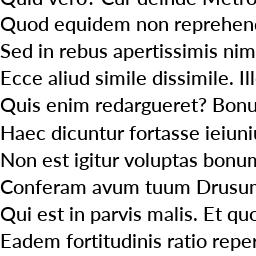 Quid vero? Cur deinde Metro
Quod equidem non reprehen
Sed in rebus apertissimis nim
Ecce aliud simile dissimile. Ill
Quis enim redargueret? Bonu
Haec dicuntur fortasse ieiuni
Non est igitur voluptas bonum
Conferam avum tuum Drusum
Qui est in parvis malis. Et quo
Eadem fortitudinis ratio reper